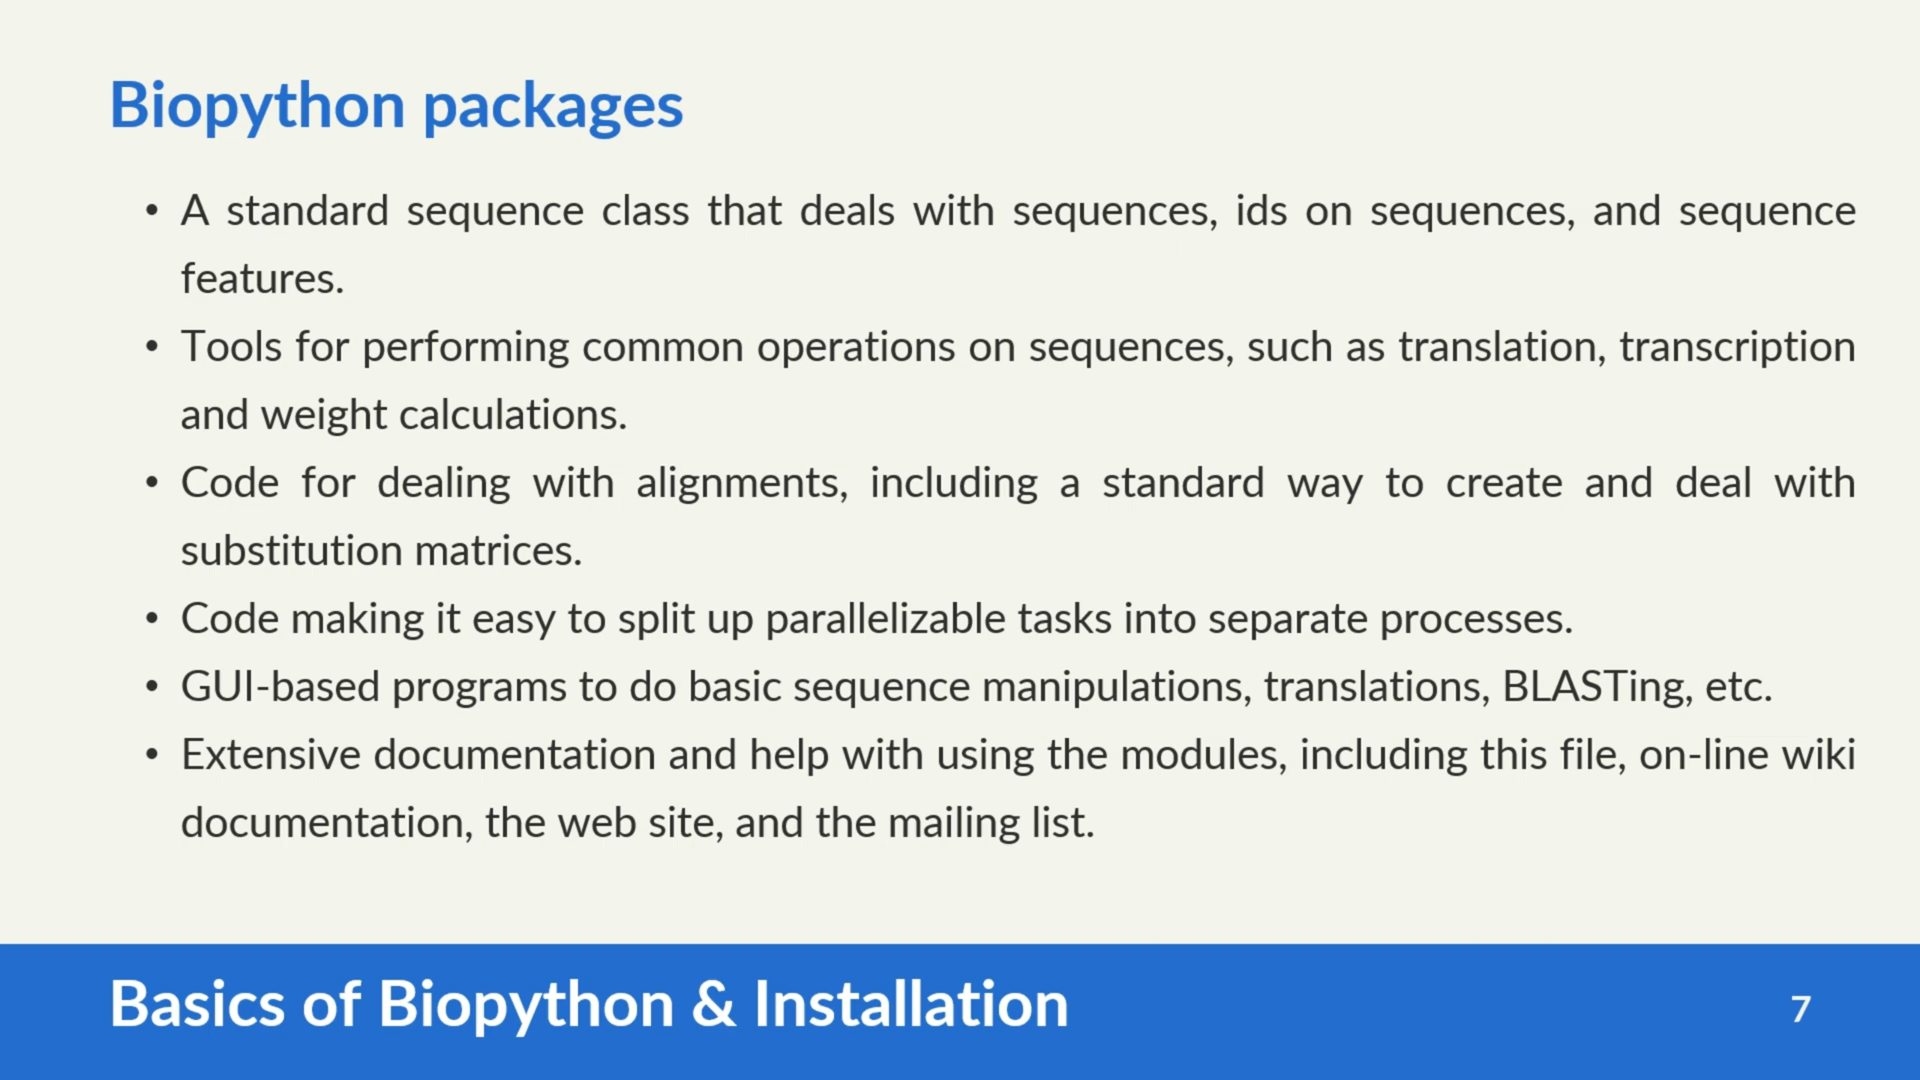 Biopython packages
• A standard sequence class that deals with sequences, ids on sequences, and sequence
features.
• Tools for performing common operations on sequences, such as translation, transcription
and weight calculations.
• Code for dealing with alignments, including a standard way to create and deal with
substitution matrices.
• Code making it easy to split up parallelizable tasks into separate processes.
• GUI-based programs to do basic sequence manipulations, translations, BLASTing, etc.
• Extensive documentation and help with using the modules, including this file, on-line wiki
documentation, the web site, and the mailing list.
Basics of Biopython & Installation
7